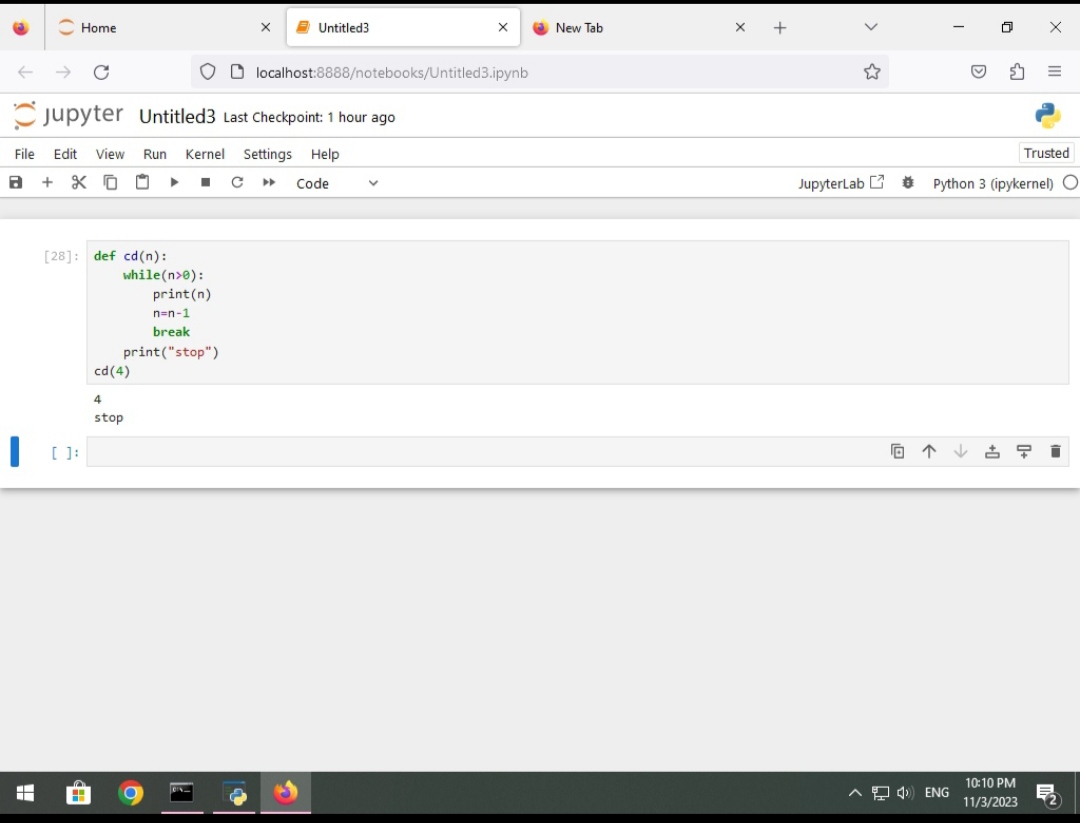 Home
Untitled3
New Tab
localhost:8888/notebooks/Untitled3.ipynb
jupyter Untitled3 Last Checkpoint: 1 hour ago
File Edit View Run Kernel Settings Help
Trusted
Code
JupyterLab
Python 3 (ipykernel)
[28]: def cd(n):
    while(n>0):
        print(n)
        n=n-1
        break
    print("stop")
cd(4)
4
stop
[ ]:
ENG
10:10 PM
11/3/2023
2